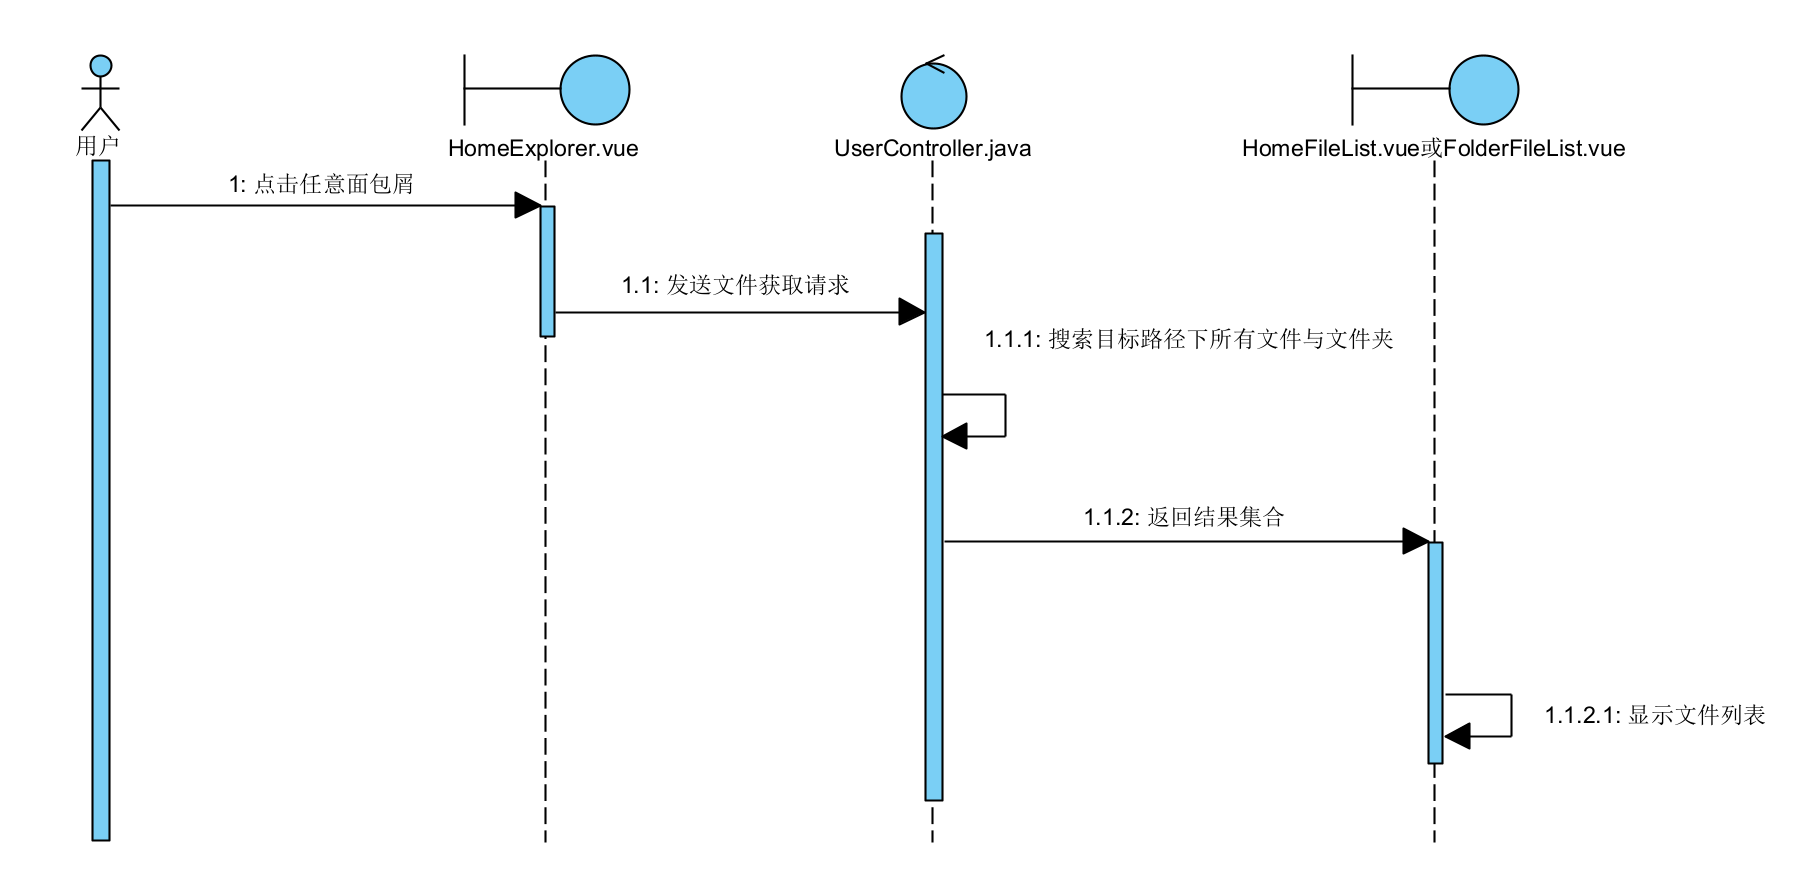 用户
HomeExplorer.vue
UserController.java
HomeFileList.vue或FolderFileList.vue
1: 点击任意面包屑
1.1: 发送文件获取请求
1.1.1: 搜索目标路径下所有文件与文件夹
1.1.2: 返回结果集合
1.1.2.1: 显示文件列表